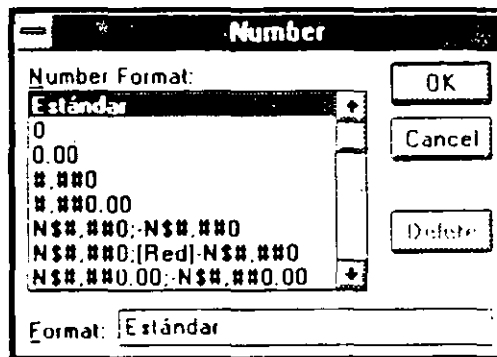 Number
Number Format:
OK
Estándar
0
Cancel
0.00
#,##0
#,##0.00
N$#,##0;-N$#,##0
Delete
N$#,##0;[Red]-N$#,##0
N$#,##0.00;-N$#,##0.00
Format: Estándar